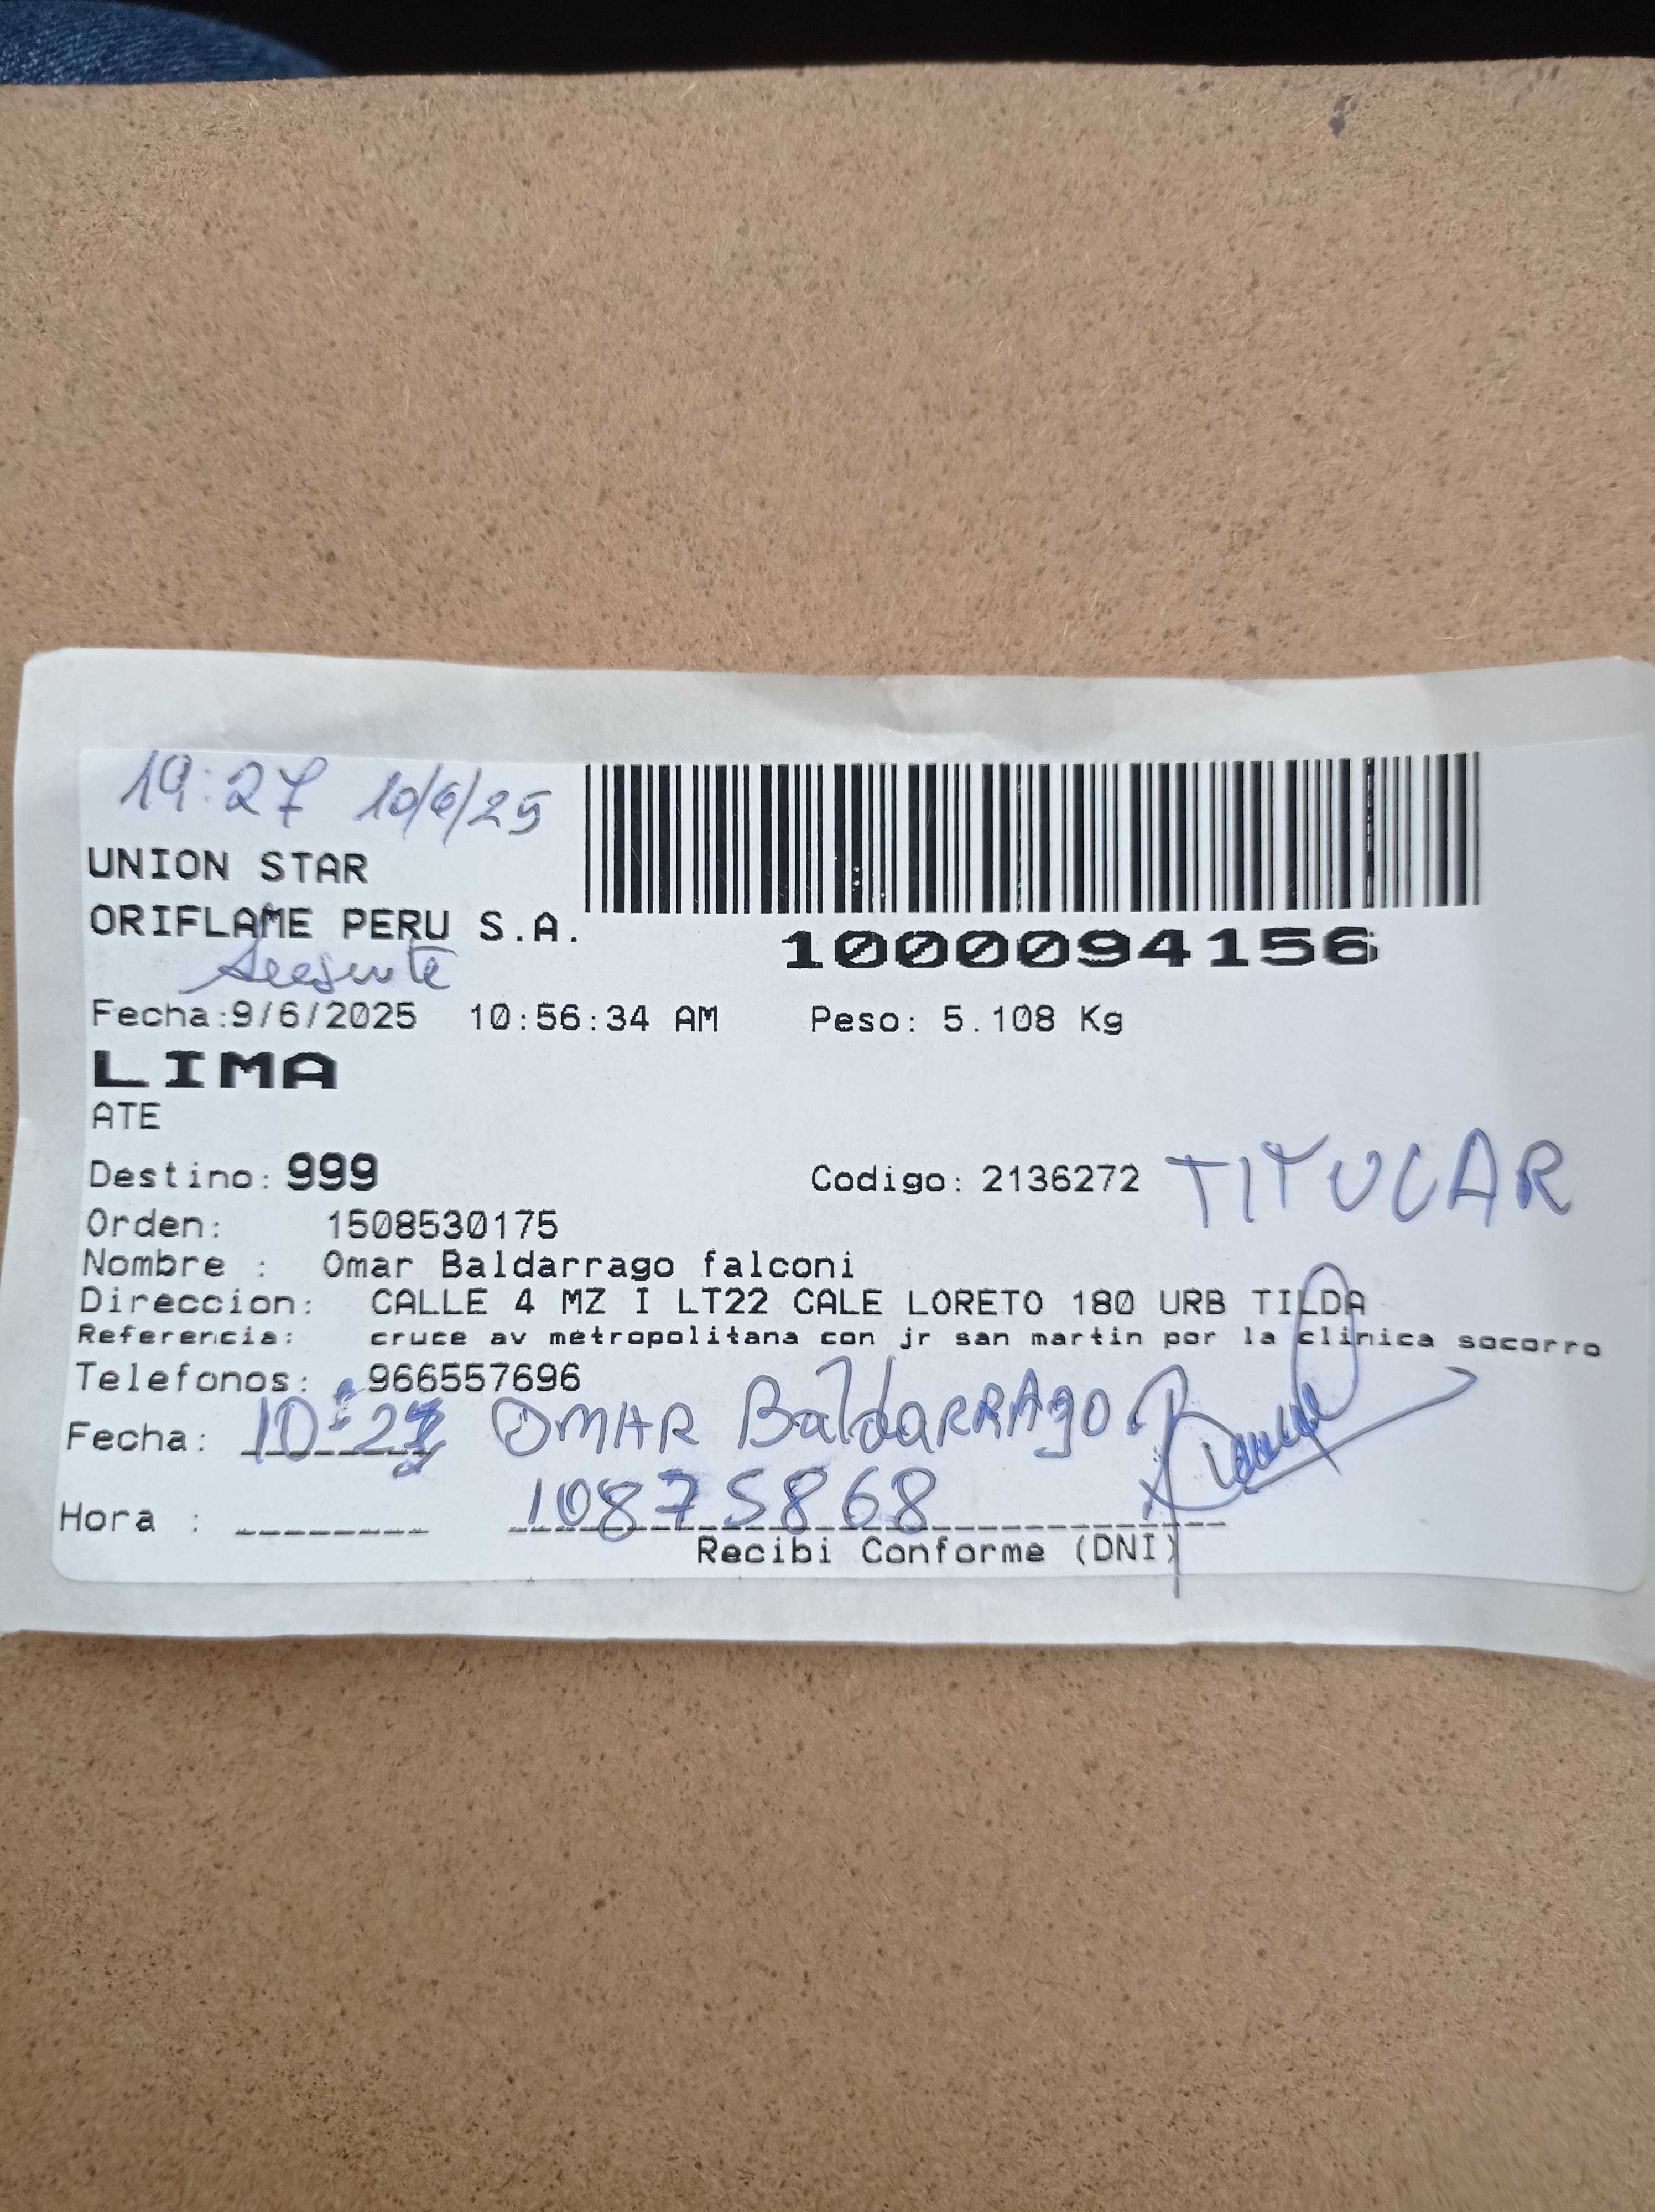 19:27 10/6/25
UNION STAR
ORIFLAME PERU S.A.
1000094156
Fecha:9/6/2025 10:56:34 AM Peso: 5.108 Kg
LIMA
ATE
Destino: 999 Codigo: 2136272 TITULAR
Orden: 1508530175
Nombre : Omar Baldarrago falconi
Direccion: CALLE 4 MZ I LT22 CALE LORETO 180 URB TILDA
Referencia: cruce av metropolitana con jr san martin por la clinica socorro
Telefonos: 966557696
Fecha: 10:27 OMAR BaldARRAgO
Hora : 10875868
Recibi Conforme (DNI)